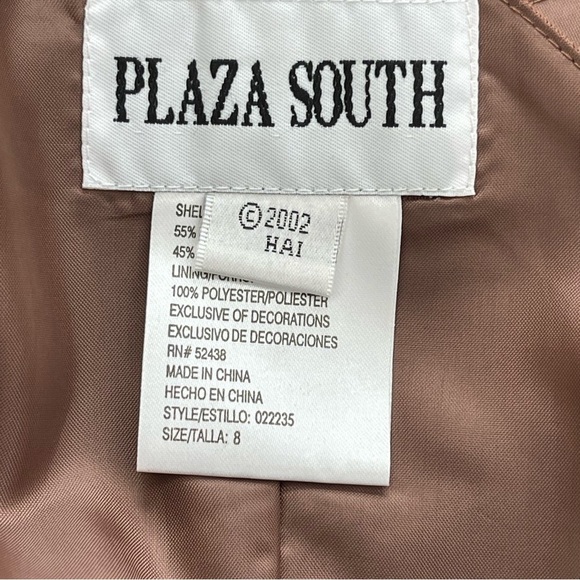 PLAZA SOUTH
©2002
HAI
55%
45%
100% POLYESTER/POLIESTER
EXCLUSIVE OF DECORATIONS
EXCLUSIVO DE DECORACIONES
RN# 52438
MADE IN CHINA
HECHO EN CHINA
STYLE/ESTILLO: 022235
SIZE/TALLA: 8